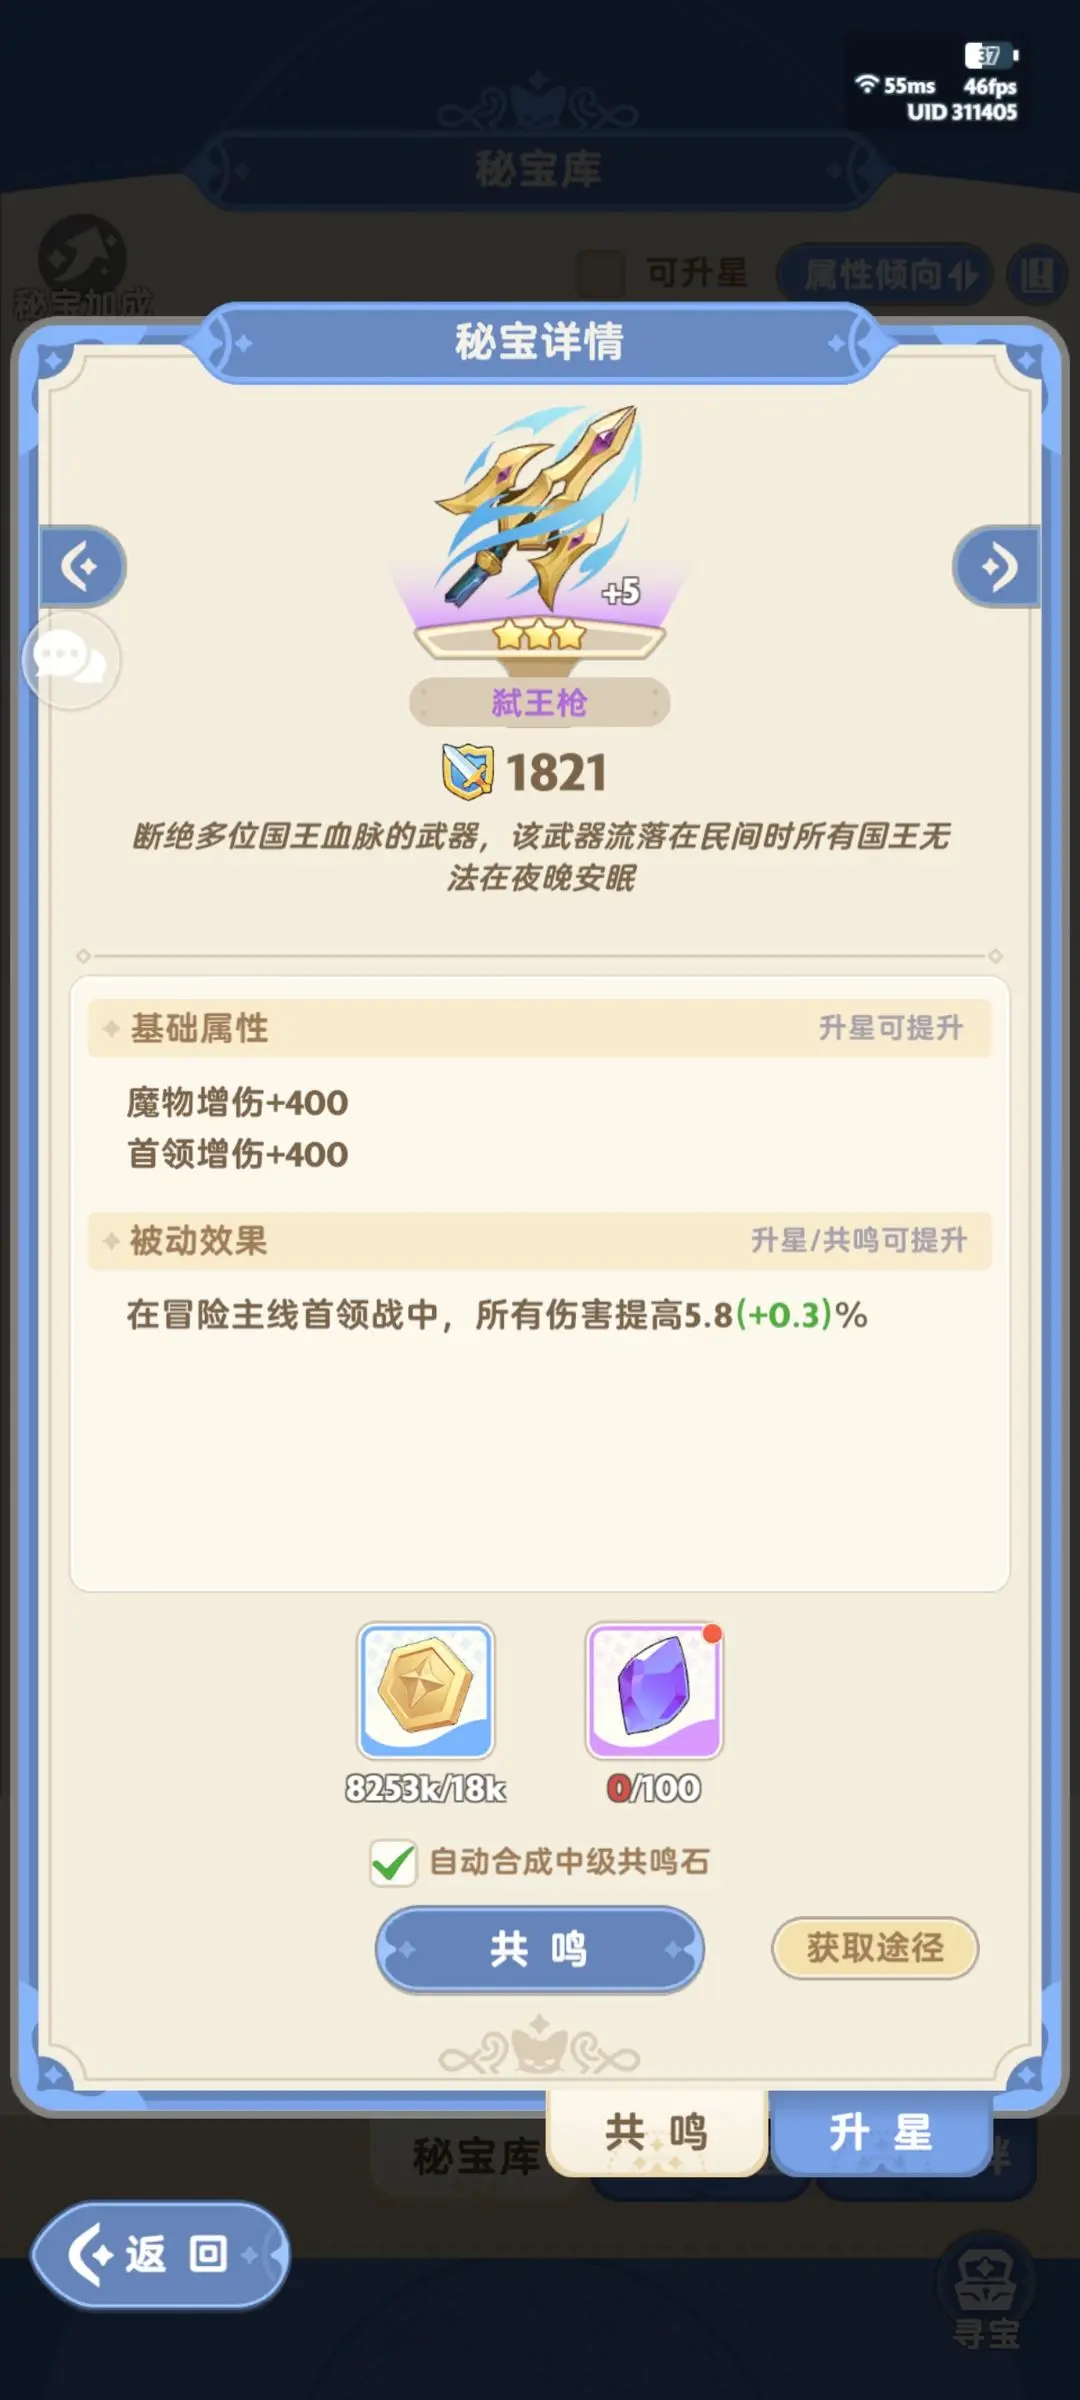 37
55ms 46fps
UID 311405
秘宝库
秘宝加成
可升星
属性倾向
秘宝详情
+5
弑王枪
1821
断绝多位国王血脉的武器，该武器流落在民间时所有国王无
法在夜晚安眠
基础属性 升星可提升
魔物增伤+400
首领增伤+400
被动效果 升星/共鸣可提升
在冒险主线首领战中，所有伤害提高5.8(+0.3)%
8253k/18k 0/100
自动合成中级共鸣石
共鸣
获取途径
共鸣
升星
秘宝库
返回
寻宝